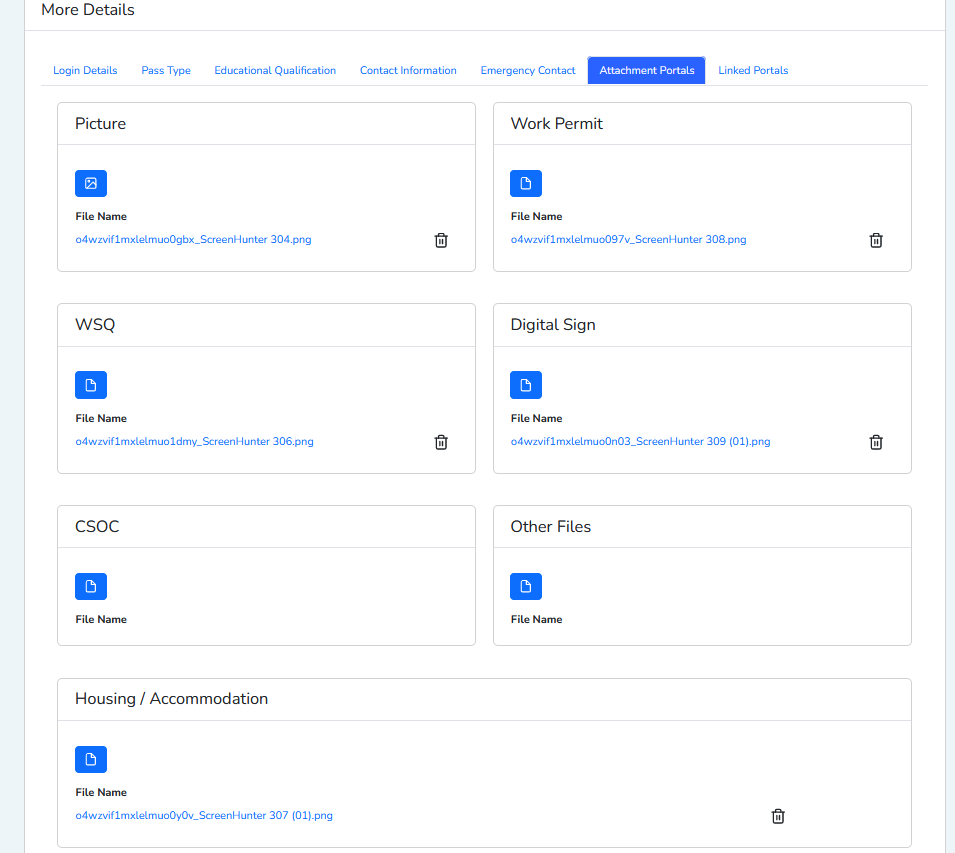 More Details
Login Details Pass Type Educational Qualification Contact Information Emergency Contact Attachment Portals Linked Portals
Picture
File Name
o4wzvif1mxlelmuo0gbx_ScreenHunter 304.png
Work Permit
File Name
o4wzvif1mxlelmuo097v_ScreenHunter 308.png
WSQ
File Name
o4wzvif1mxlelmuo1dmy_ScreenHunter 306.png
Digital Sign
File Name
o4wzvif1mxlelmuo0n03_ScreenHunter 309 (01).png
CSOC
File Name
Other Files
File Name
Housing / Accommodation
File Name
o4wzvif1mxlelmuo0y0v_ScreenHunter 307 (01).png